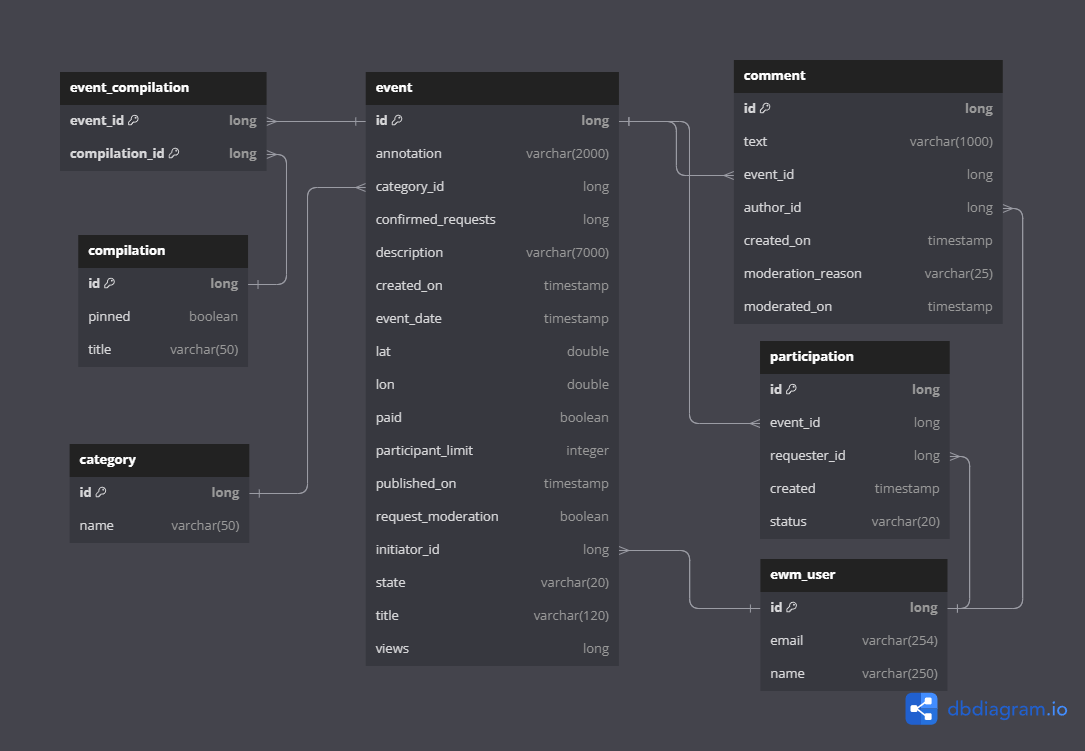 event_compilation
event_id long
compilation_id long
compilation
id long
pinned boolean
title varchar(50)
category
id long
name varchar(50)
event
id long
annotation varchar(2000)
category_id long
confirmed_requests long
description varchar(7000)
created_on timestamp
event_date timestamp
lat double
lon double
paid boolean
participant_limit integer
published_on timestamp
request_moderation boolean
initiator_id long
state varchar(20)
title varchar(120)
views long
comment
id long
text varchar(1000)
event_id long
author_id long
created_on timestamp
moderation_reason varchar(25)
moderated_on timestamp
participation
id long
event_id long
requester_id long
created timestamp
status varchar(20)
ewm_user
id long
email varchar(254)
name varchar(250)
dbdiagram.io